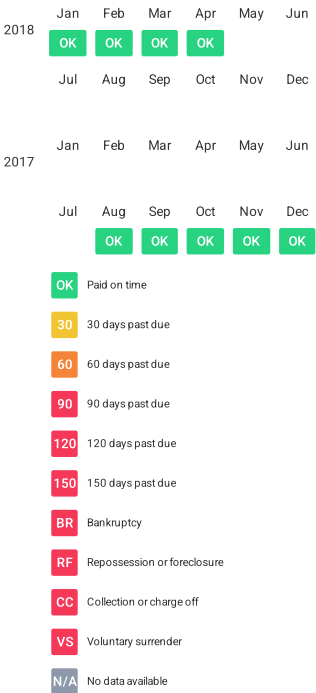 Jan Feb Mar Apr May Jun
2018
OK OK OK OK
Jul Aug Sep Oct Nov Dec
Jan Feb Mar Apr May Jun
2017
Jul Aug Sep Oct Nov Dec
OK OK OK OK OK
OK Paid on time
30 30 days past due
60 60 days past due
90 90 days past due
120 120 days past due
150 150 days past due
BR Bankruptcy
RF Repossession or foreclosure
CC Collection or charge off
VS Voluntary surrender
N/A No data available